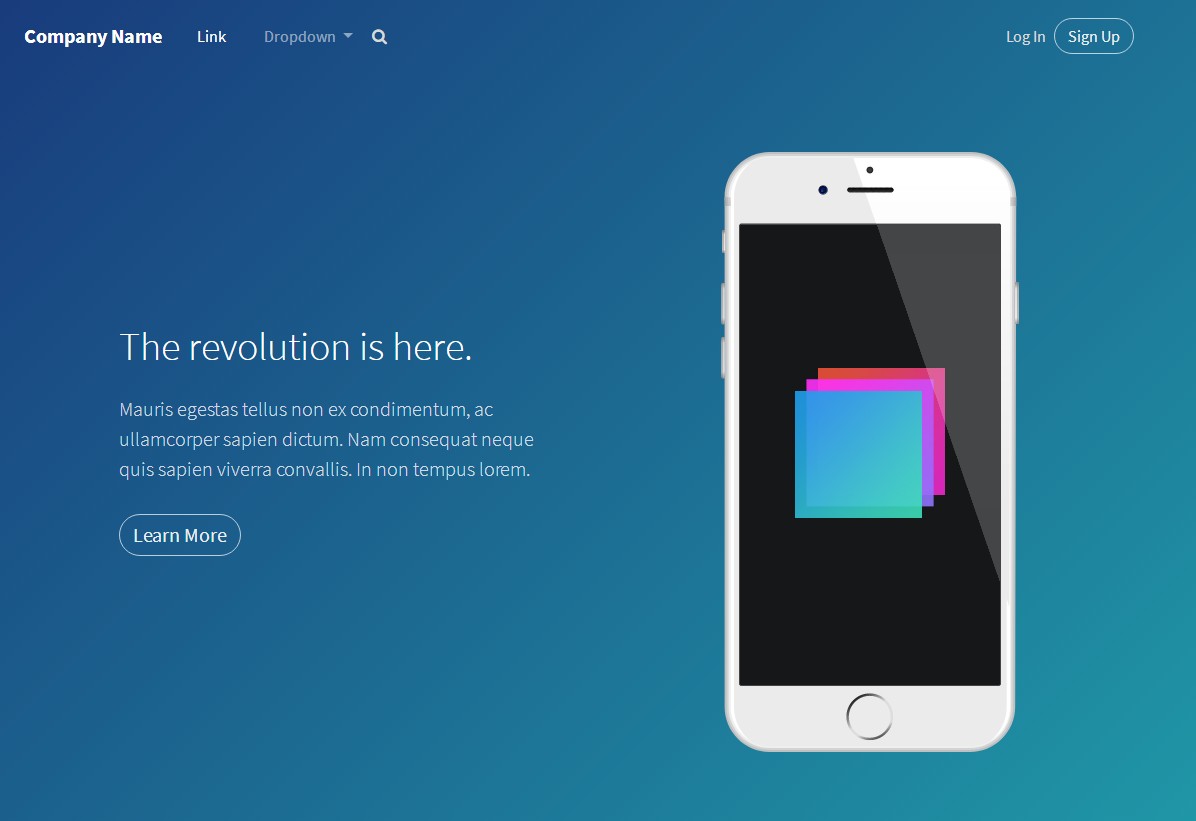 Company Name Link Dropdown Log In Sign Up
The revolution is here.
Mauris egestas tellus non ex condimentum, ac
ullamcorper sapien dictum. Nam consequat neque
quis sapien viverra convallis. In non tempus lorem.
Learn More